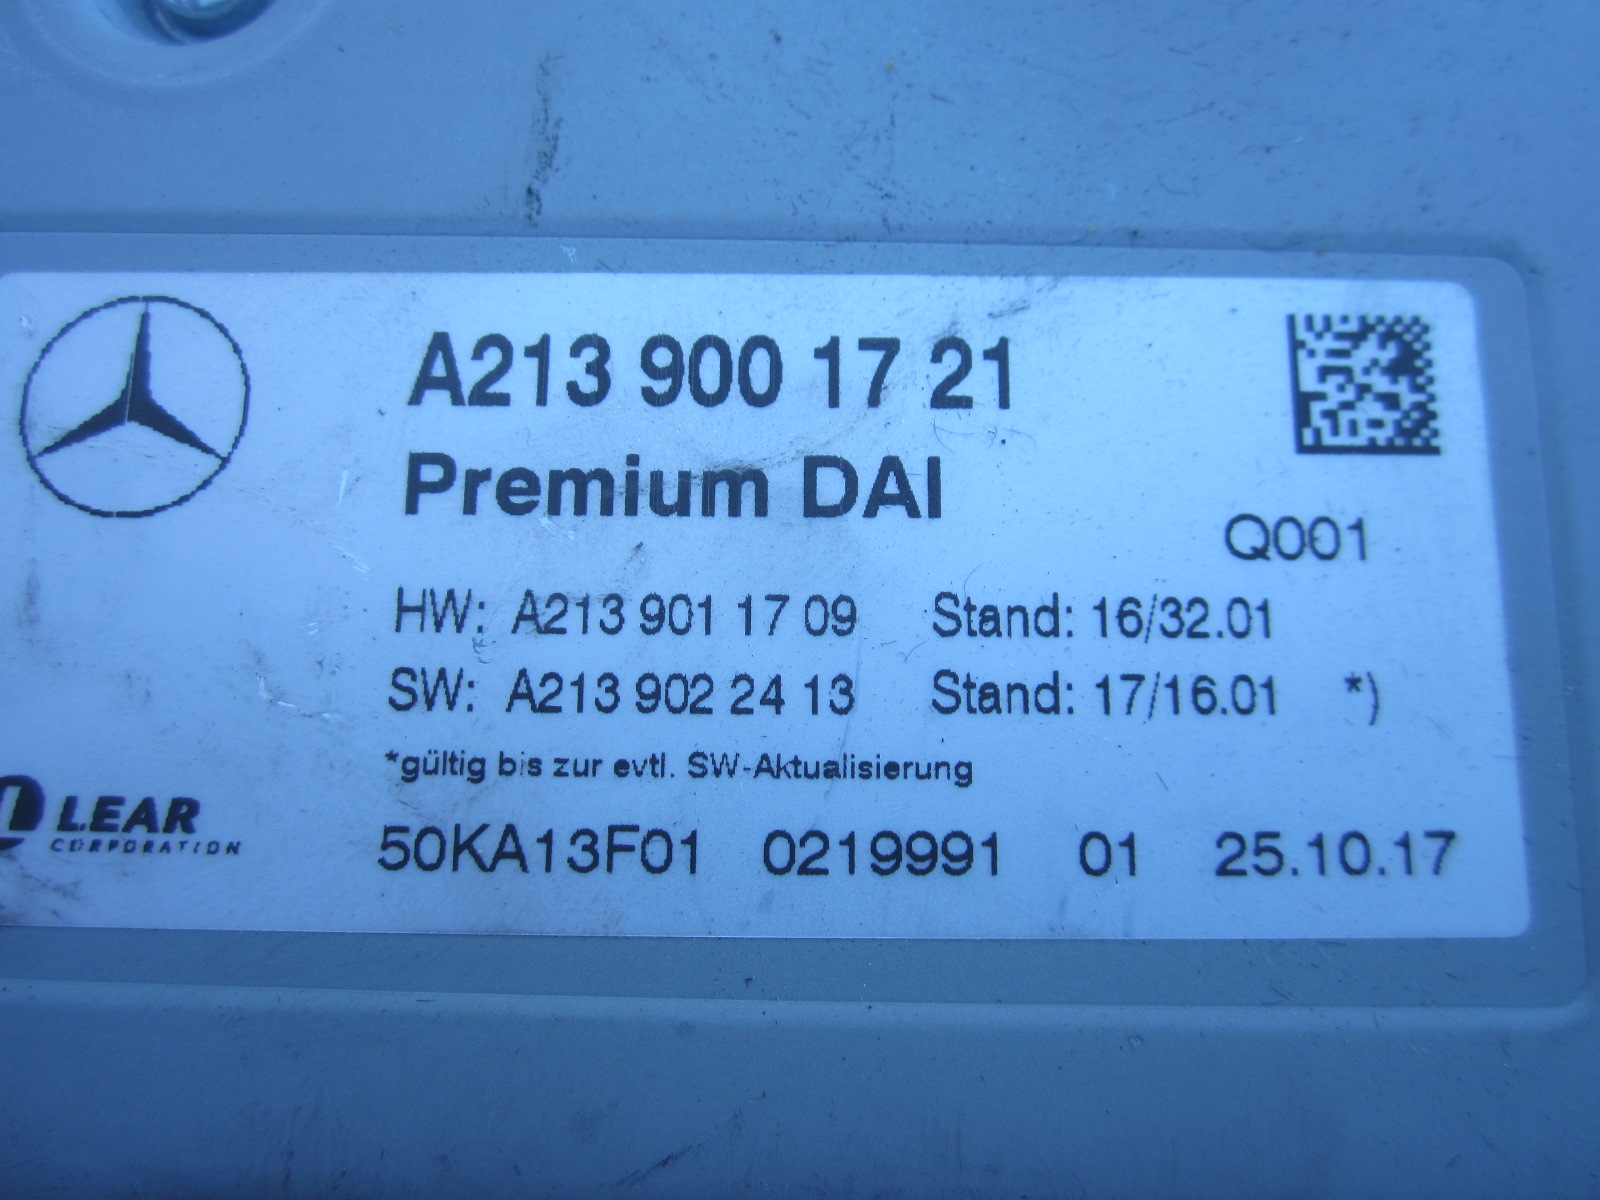 A213 900 17 21
Premium DAI
Q001
HW: A213 901 17 09 Stand: 16/32.01
SW: A213 902 24 13 Stand: 17/16.01 *)
*gültig bis zur evtl. SW-Aktualisierung
LEAR
CORPORATION
50KA13F01 0219991 01 25.10.17